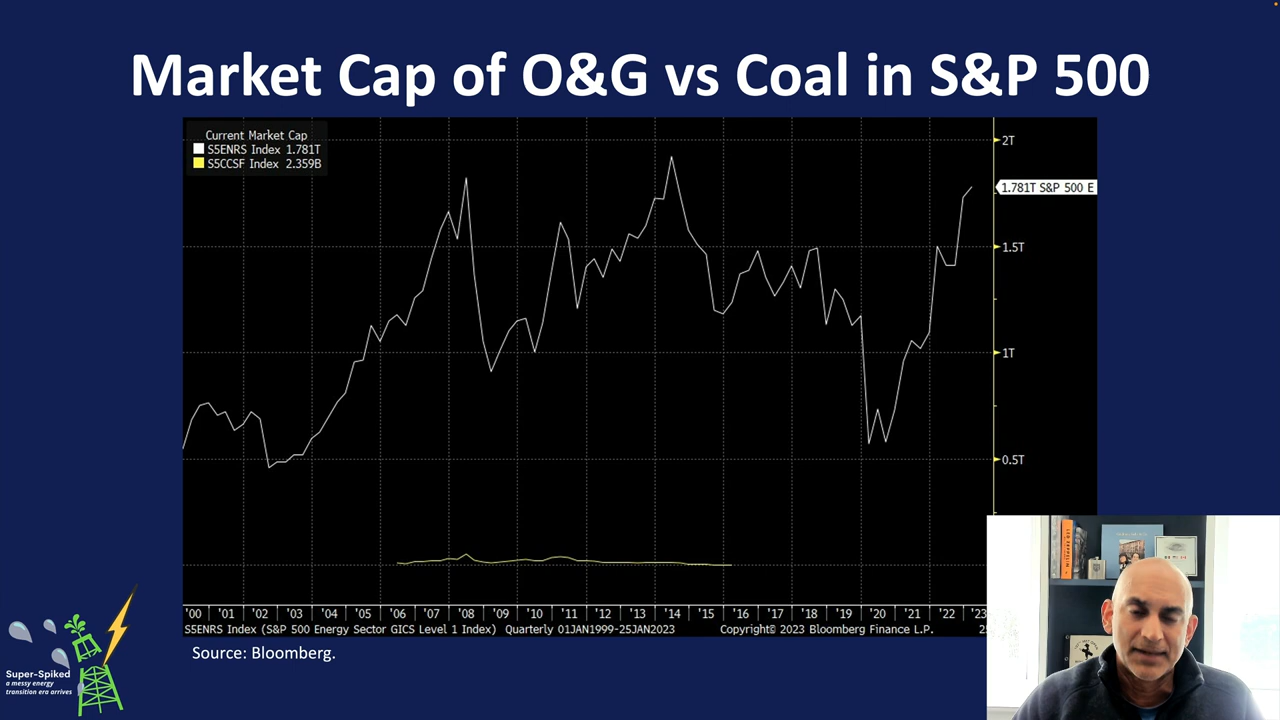 Market Cap of O&G vs Coal in S&P 500
Current Market Cap
S5ENRS Index 1.781T
S5CCSF Index 2.359B
2T
1.781T S&P 500 E
1.5T
1T
0.5T
'00 '01 '02 '03 '04 '05 '06 '07 '08 '09 '10 '11 '12 '13 '14 '15 '16 '17 '18 '19 '20 '21 '22 '23
S5ENRS Index (S&P 500 Energy Sector GICS Level 1 Index) Quarterly 01JAN1999-25JAN2023 Copyright© 2023 Bloomberg Finance L.P.
Source: Bloomberg.
Super-Spiked
a messy energy
transition era arrives
LED ZEPPELIN